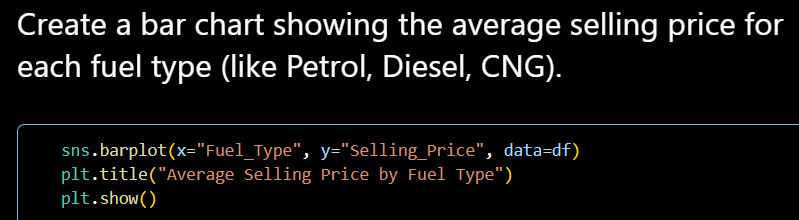 Create a bar chart showing the average selling price for
each fuel type (like Petrol, Diesel, CNG).
sns.barplot(x="Fuel_Type", y="Selling_Price", data=df)
plt.title("Average Selling Price by Fuel Type")
plt.show()